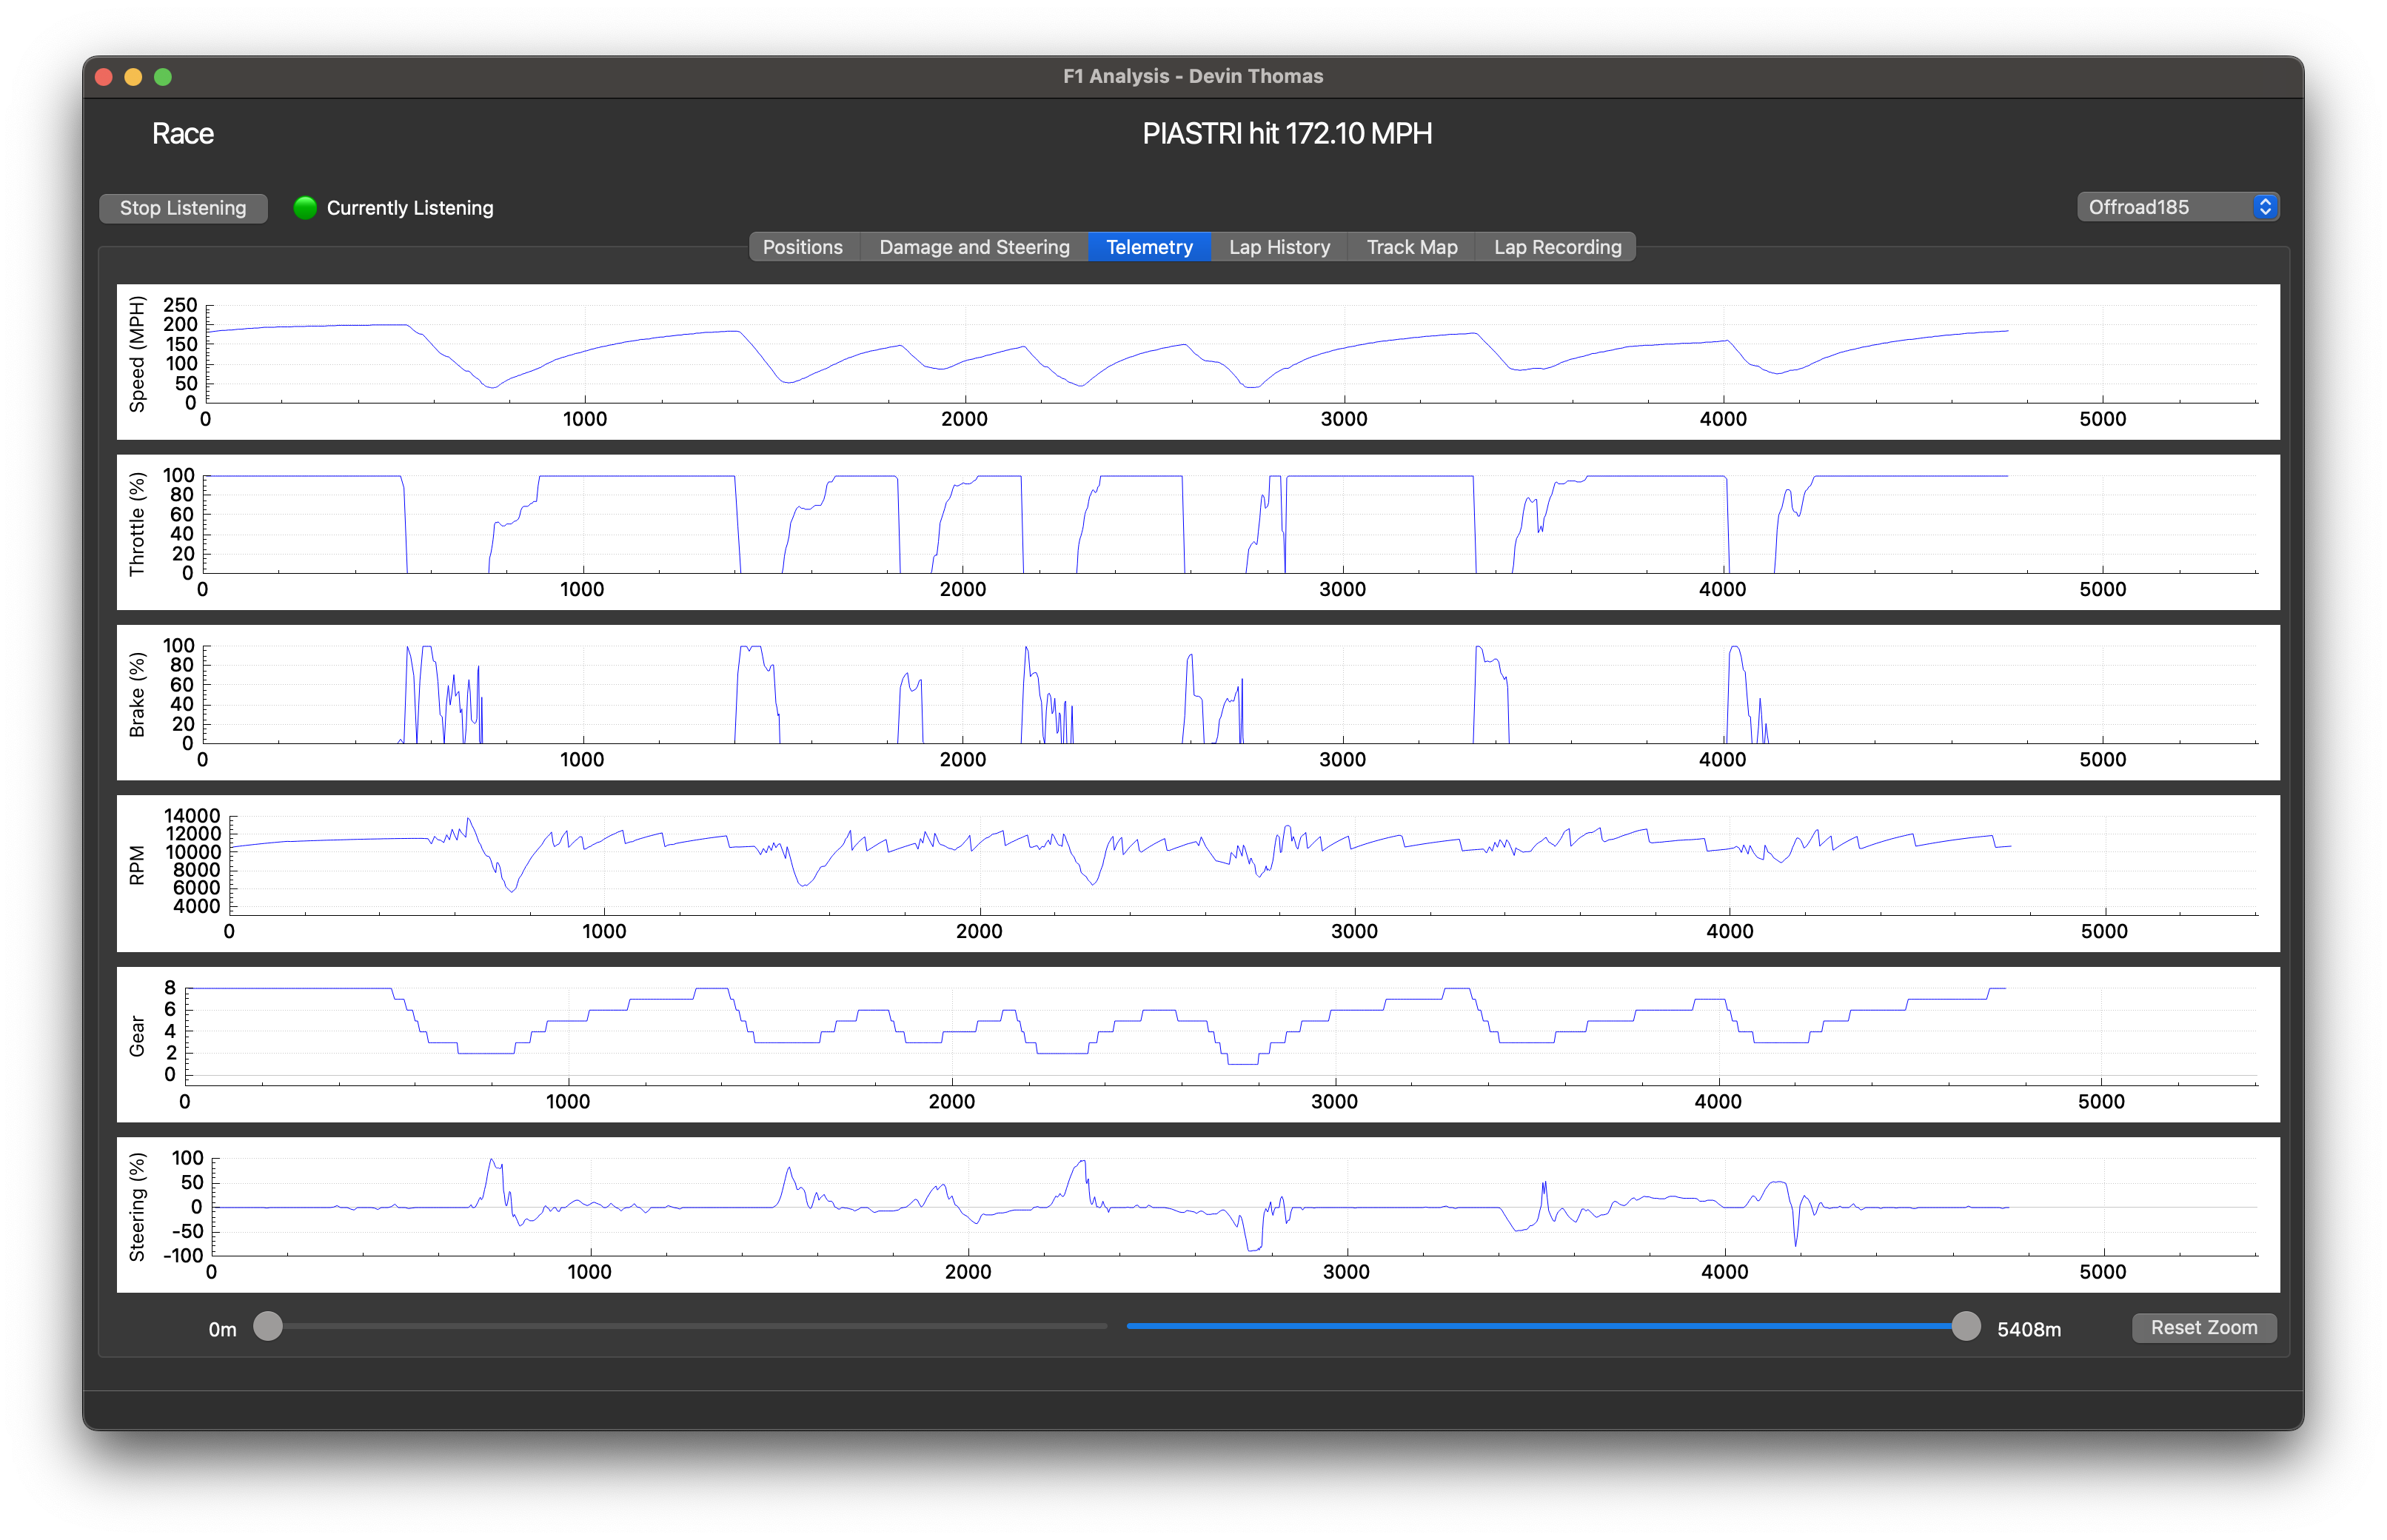 F1 Analysis - Devin Thomas
Race
PIASTRI hit 172.10 MPH
Stop Listening
Currently Listening
Offroad185
Positions Damage and Steering Telemetry Lap History Track Map Lap Recording
Speed (MPH)
250
200
150
100
50
0
0 1000 2000 3000 4000 5000
Throttle (%)
100
80
60
40
20
0
0 1000 2000 3000 4000 5000
Brake (%)
100
80
60
40
20
0
0 1000 2000 3000 4000 5000
RPM
14000
12000
10000
8000
6000
4000
0 1000 2000 3000 4000 5000
Gear
8
6
4
2
0
0 1000 2000 3000 4000 5000
Steering (%)
100
50
0
-50
-100
0 1000 2000 3000 4000 5000
0m
5408m
Reset Zoom